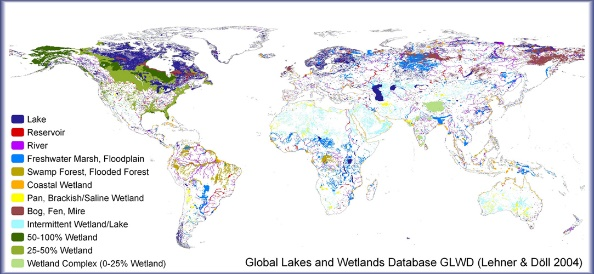 Lake
Reservoir
River
Freshwater Marsh, Floodplain
Swamp Forest, Flooded Forest
Coastal Wetland
Pan, Brackish/Saline Wetland
Bog, Fen, Mire
Intermittent Wetland/Lake
50-100% Wetland
25-50% Wetland
Wetland Complex (0-25% Wetland)
Global Lakes and Wetlands Database GLWD (Lehner & Döll 2004)